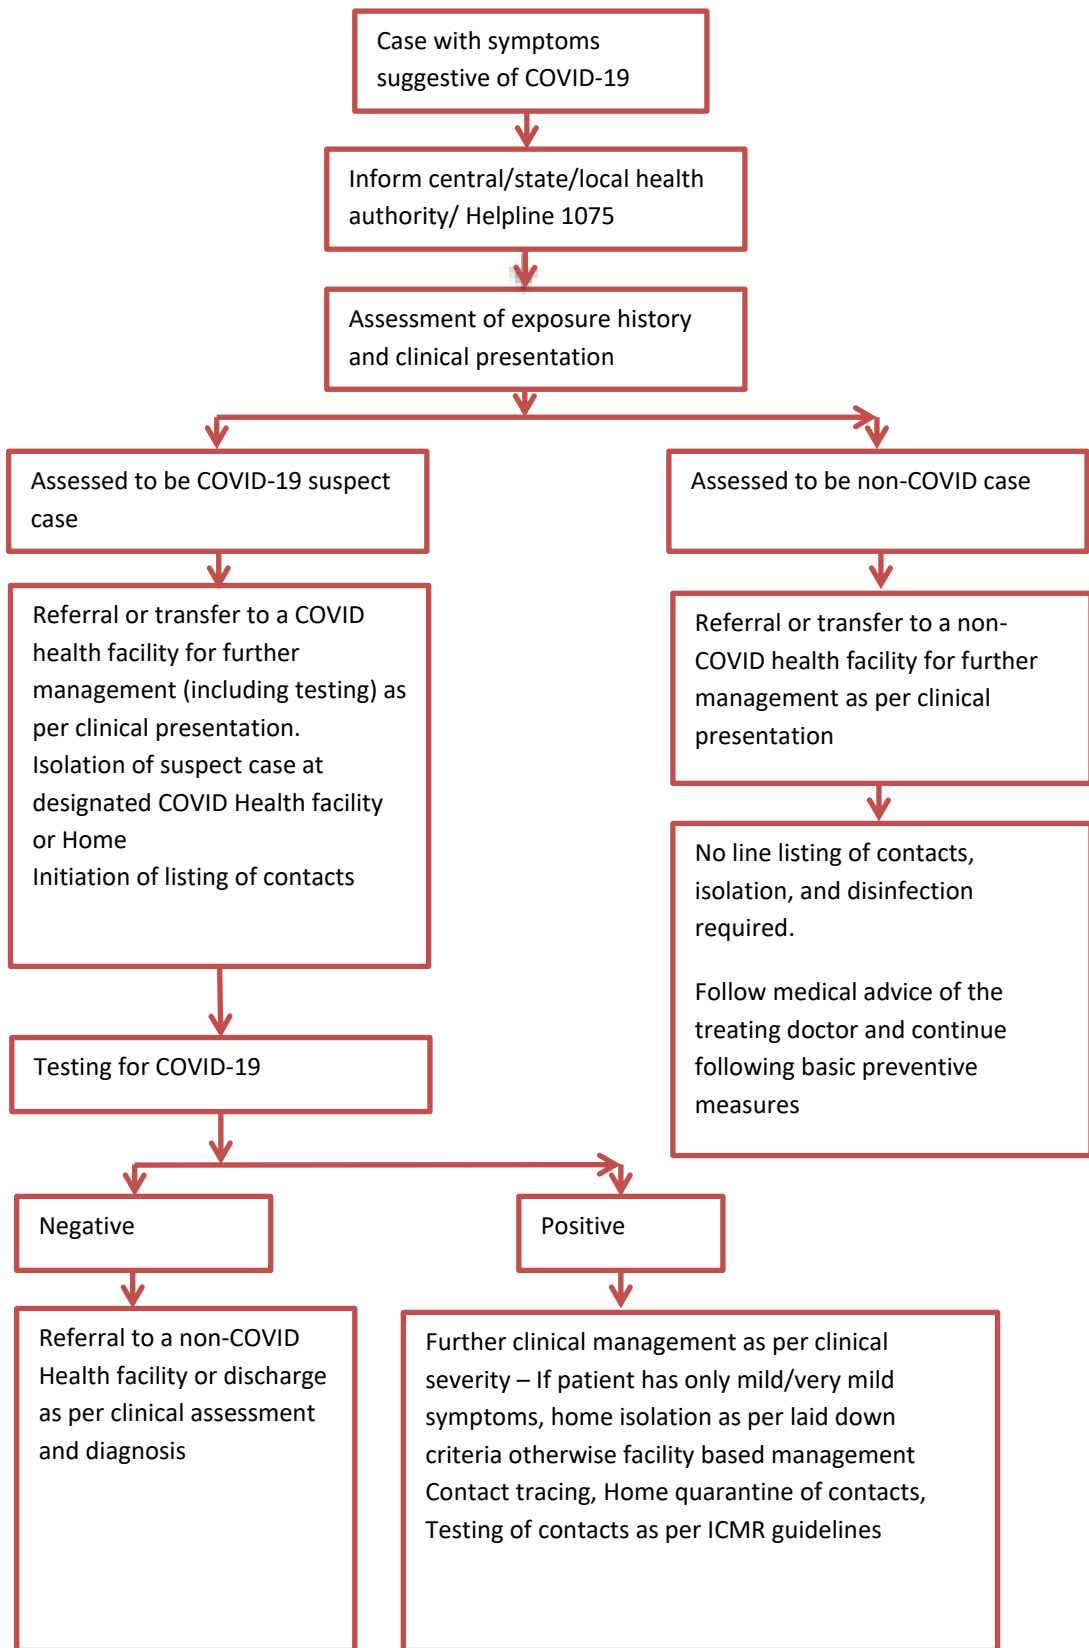 Case with symptoms
suggestive of COVID-19
Inform central/state/local health
authority/ Helpline 1075
Assessment of exposure history
and clinical presentation
Assessed to be COVID-19 suspect
case
Assessed to be non-COVID case
Referral or transfer to a COVID
health facility for further
management (including testing) as
per clinical presentation.
Isolation of suspect case at
designated COVID Health facility
or Home
Initiation of listing of contacts
Referral or transfer to a non-
COVID health facility for further
management as per clinical
presentation
No line listing of contacts,
isolation, and disinfection
required.
Follow medical advice of the
treating doctor and continue
following basic preventive
measures
Testing for COVID-19
Negative
Positive
Referral to a non-COVID
Health facility or discharge
as per clinical assessment
and diagnosis
Further clinical management as per clinical
severity – If patient has only mild/very mild
symptoms, home isolation as per laid down
criteria otherwise facility based management
Contact tracing, Home quarantine of contacts,
Testing of contacts as per ICMR guidelines